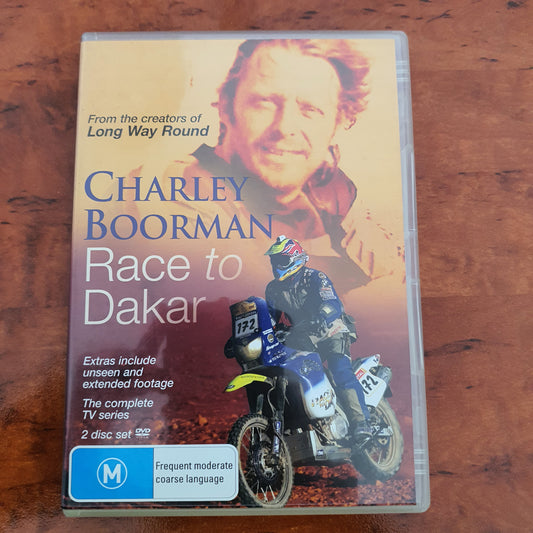 From the creators of
Long Way Round
CHARLEY
BOORMAN
Race to
Dakar
172
172
Extras include
unseen and
extended footage
The complete
TV series
2 disc set DVD
M
Frequent moderate
coarse language